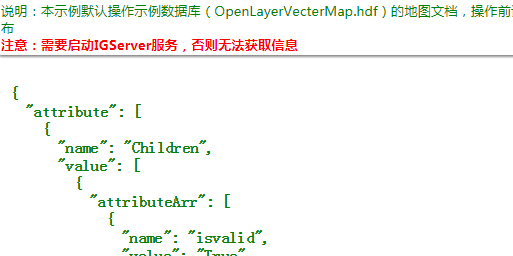 说明：本示例默认操作示例数据库（OpenLayerVecterMap.hdf）的地图文档，操作前
布
注意：需要启动IGServer服务，否则无法获取信息
{
"attribute": [
{
"name": "Children",
"value": [
{
"attributeArr": [
{
"name": "isvalid",
"value": "True"